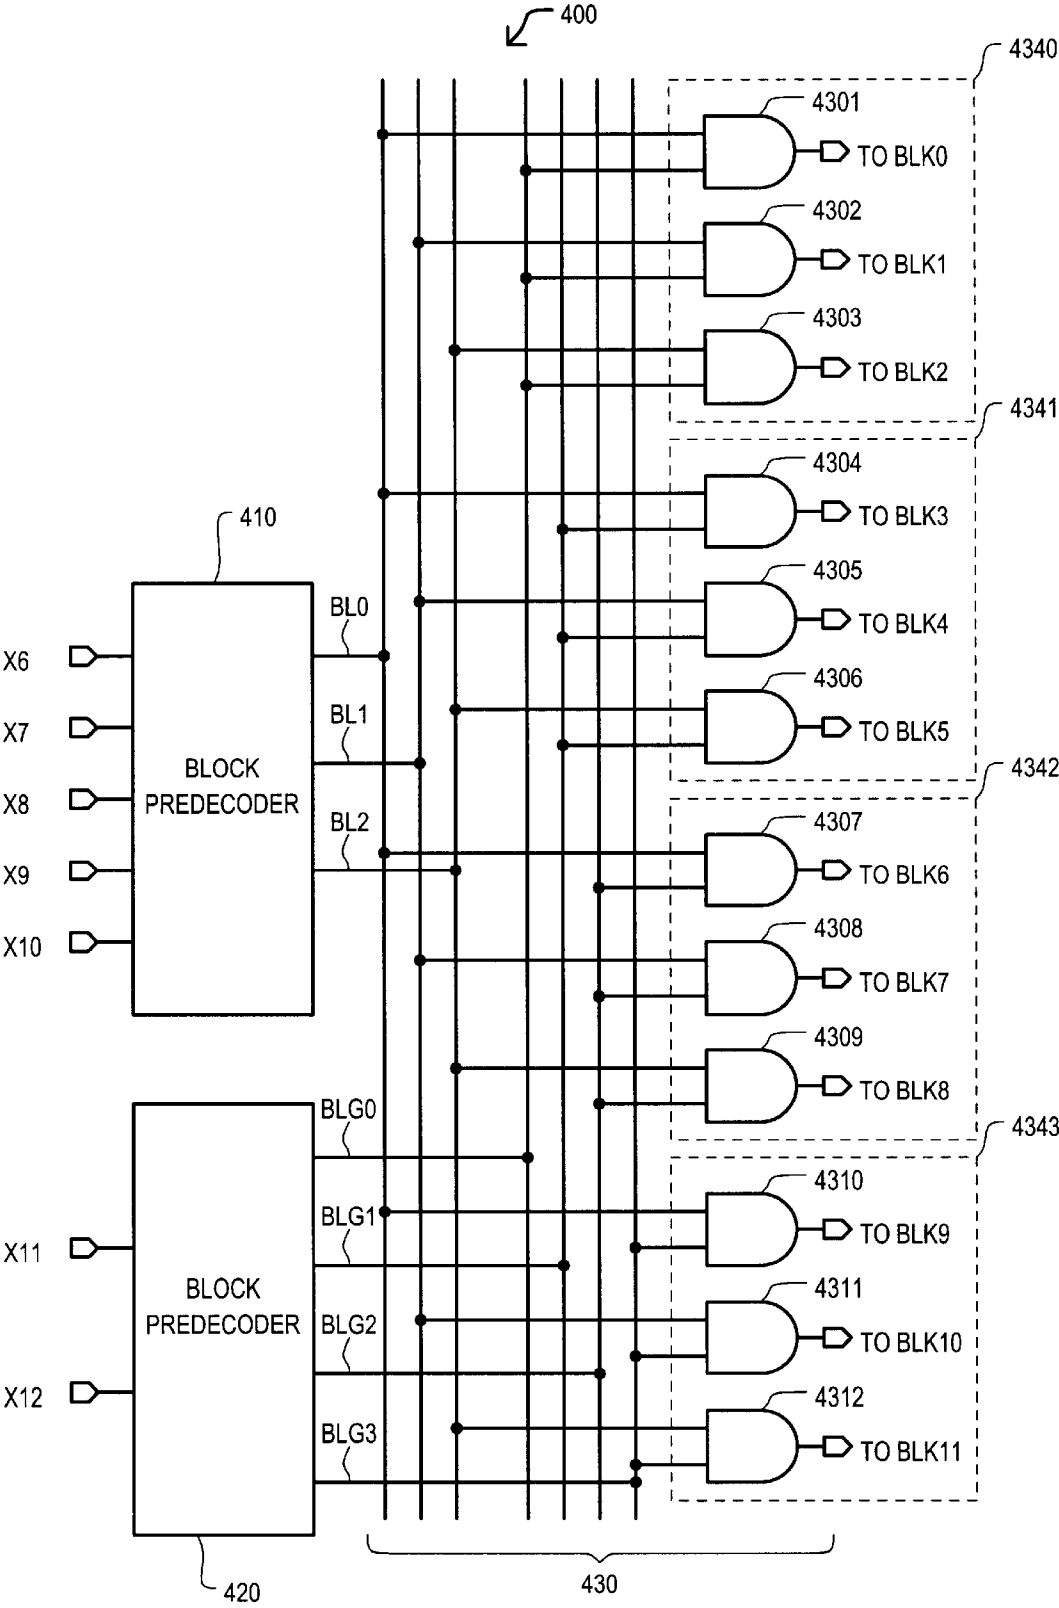 400
4340
4301
TO BLK0
4302
TO BLK1
4303
TO BLK2
4341
4304
TO BLK3
410
4305
BL0
TO BLK4
X6
4306
BL1
X7
TO BLK5
BLOCK
PREDECODER
4342
X8
BL2
4307
X9
TO BLK6
4308
X10
TO BLK7
4309
TO BLK8
BLG0
4343
4310
BLG1
X11
TO BLK9
BLOCK
PREDECODER
4311
BLG2
TO BLK10
X12
4312
BLG3
TO BLK11
430
420